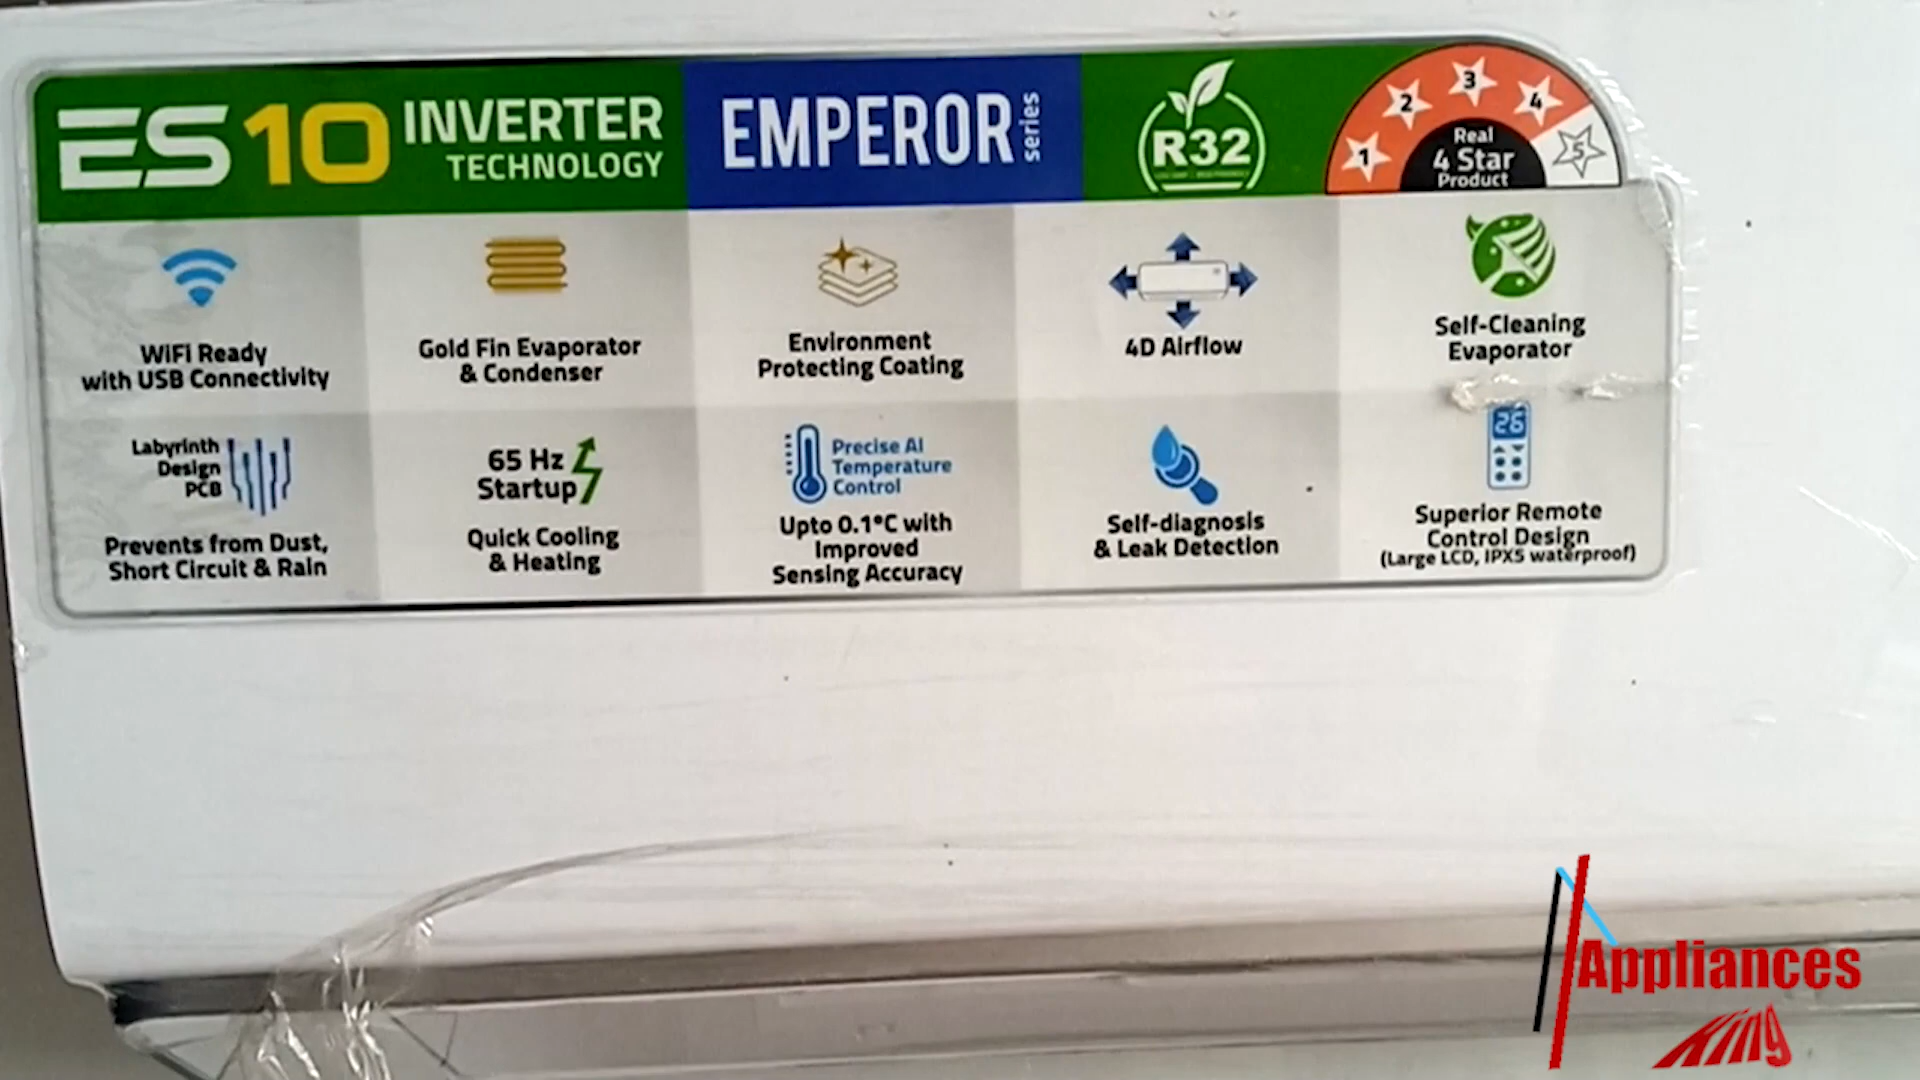 ES10 INVERTER
TECHNOLOGY
EMPEROR series
R32
1 2 3 4 5
Real
4 Star
Product
WiFi Ready
with USB Connectivity
Gold Fin Evaporator
& Condenser
Environment
Protecting Coating
4D Airflow
Self-Cleaning
Evaporator
Labyrinth
Design
PCB
Prevents from Dust,
Short Circuit & Rain
65 Hz
Startup
Quick Cooling
& Heating
Precise AI
Temperature
Control
Upto 0.1°C with
Improved
Sensing Accuracy
Self-diagnosis
& Leak Detection
26
Superior Remote
Control Design
(Large LCD, IPX5 waterproof)
Appliances
King